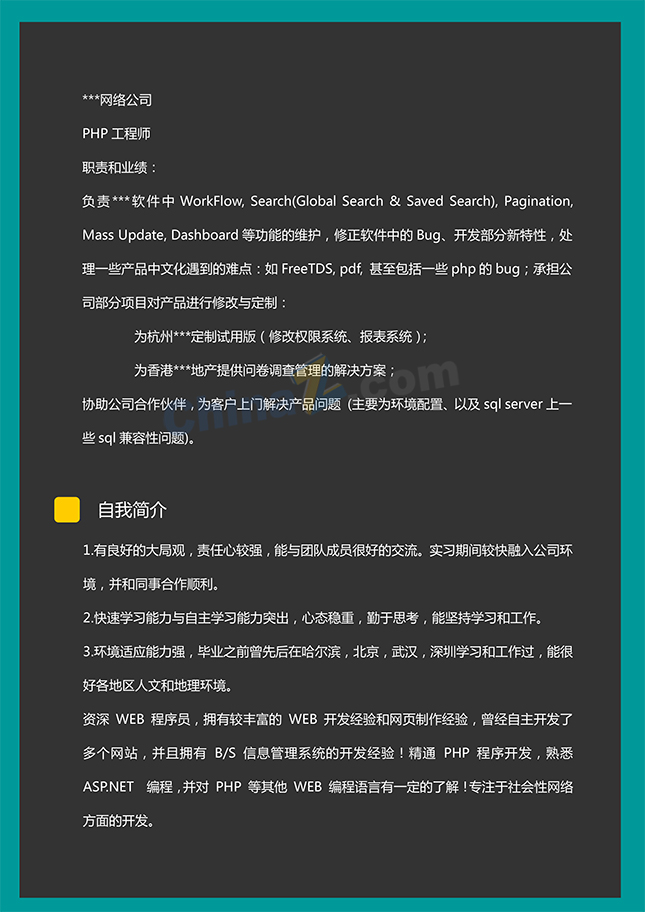 ***网络公司
PHP 工程师
职责和业绩：
负责***软件中 WorkFlow, Search(Global Search & Saved Search), Pagination,
Mass Update, Dashboard 等功能的维护，修正软件中的 Bug、开发部分新特性，处
理一些产品中文化遇到的难点：如 FreeTDS, pdf, 甚至包括一些 php 的 bug；承担公
司部分项目对产品进行修改与定制：
为杭州***定制试用版（修改权限系统、报表系统）；
为香港***地产提供问卷调查管理的解决方案；
ChinaZ.com
协助公司合作伙伴，为客户上门解决产品问题 (主要为环境配置、以及 sql server 上一
些 sql 兼容性问题)。
自我简介
1.有良好的大局观，责任心较强，能与团队成员很好的交流。实习期间较快融入公司环
境，并和同事合作顺利。
2.快速学习能力与自主学习能力突出，心态稳重，勤于思考，能坚持学习和工作。
3.环境适应能力强，毕业之前曾先后在哈尔滨，北京，武汉，深圳学习和工作过，能很
好各地区人文和地理环境。
资深 WEB 程序员，拥有较丰富的 WEB 开发经验和网页制作经验，曾经自主开发了
多个网站，并且拥有 B/S 信息管理系统的开发经验！精通 PHP 程序开发，熟悉
ASP.NET 编程，并对 PHP 等其他 WEB 编程语言有一定的了解！专注于社会性网络
方面的开发。